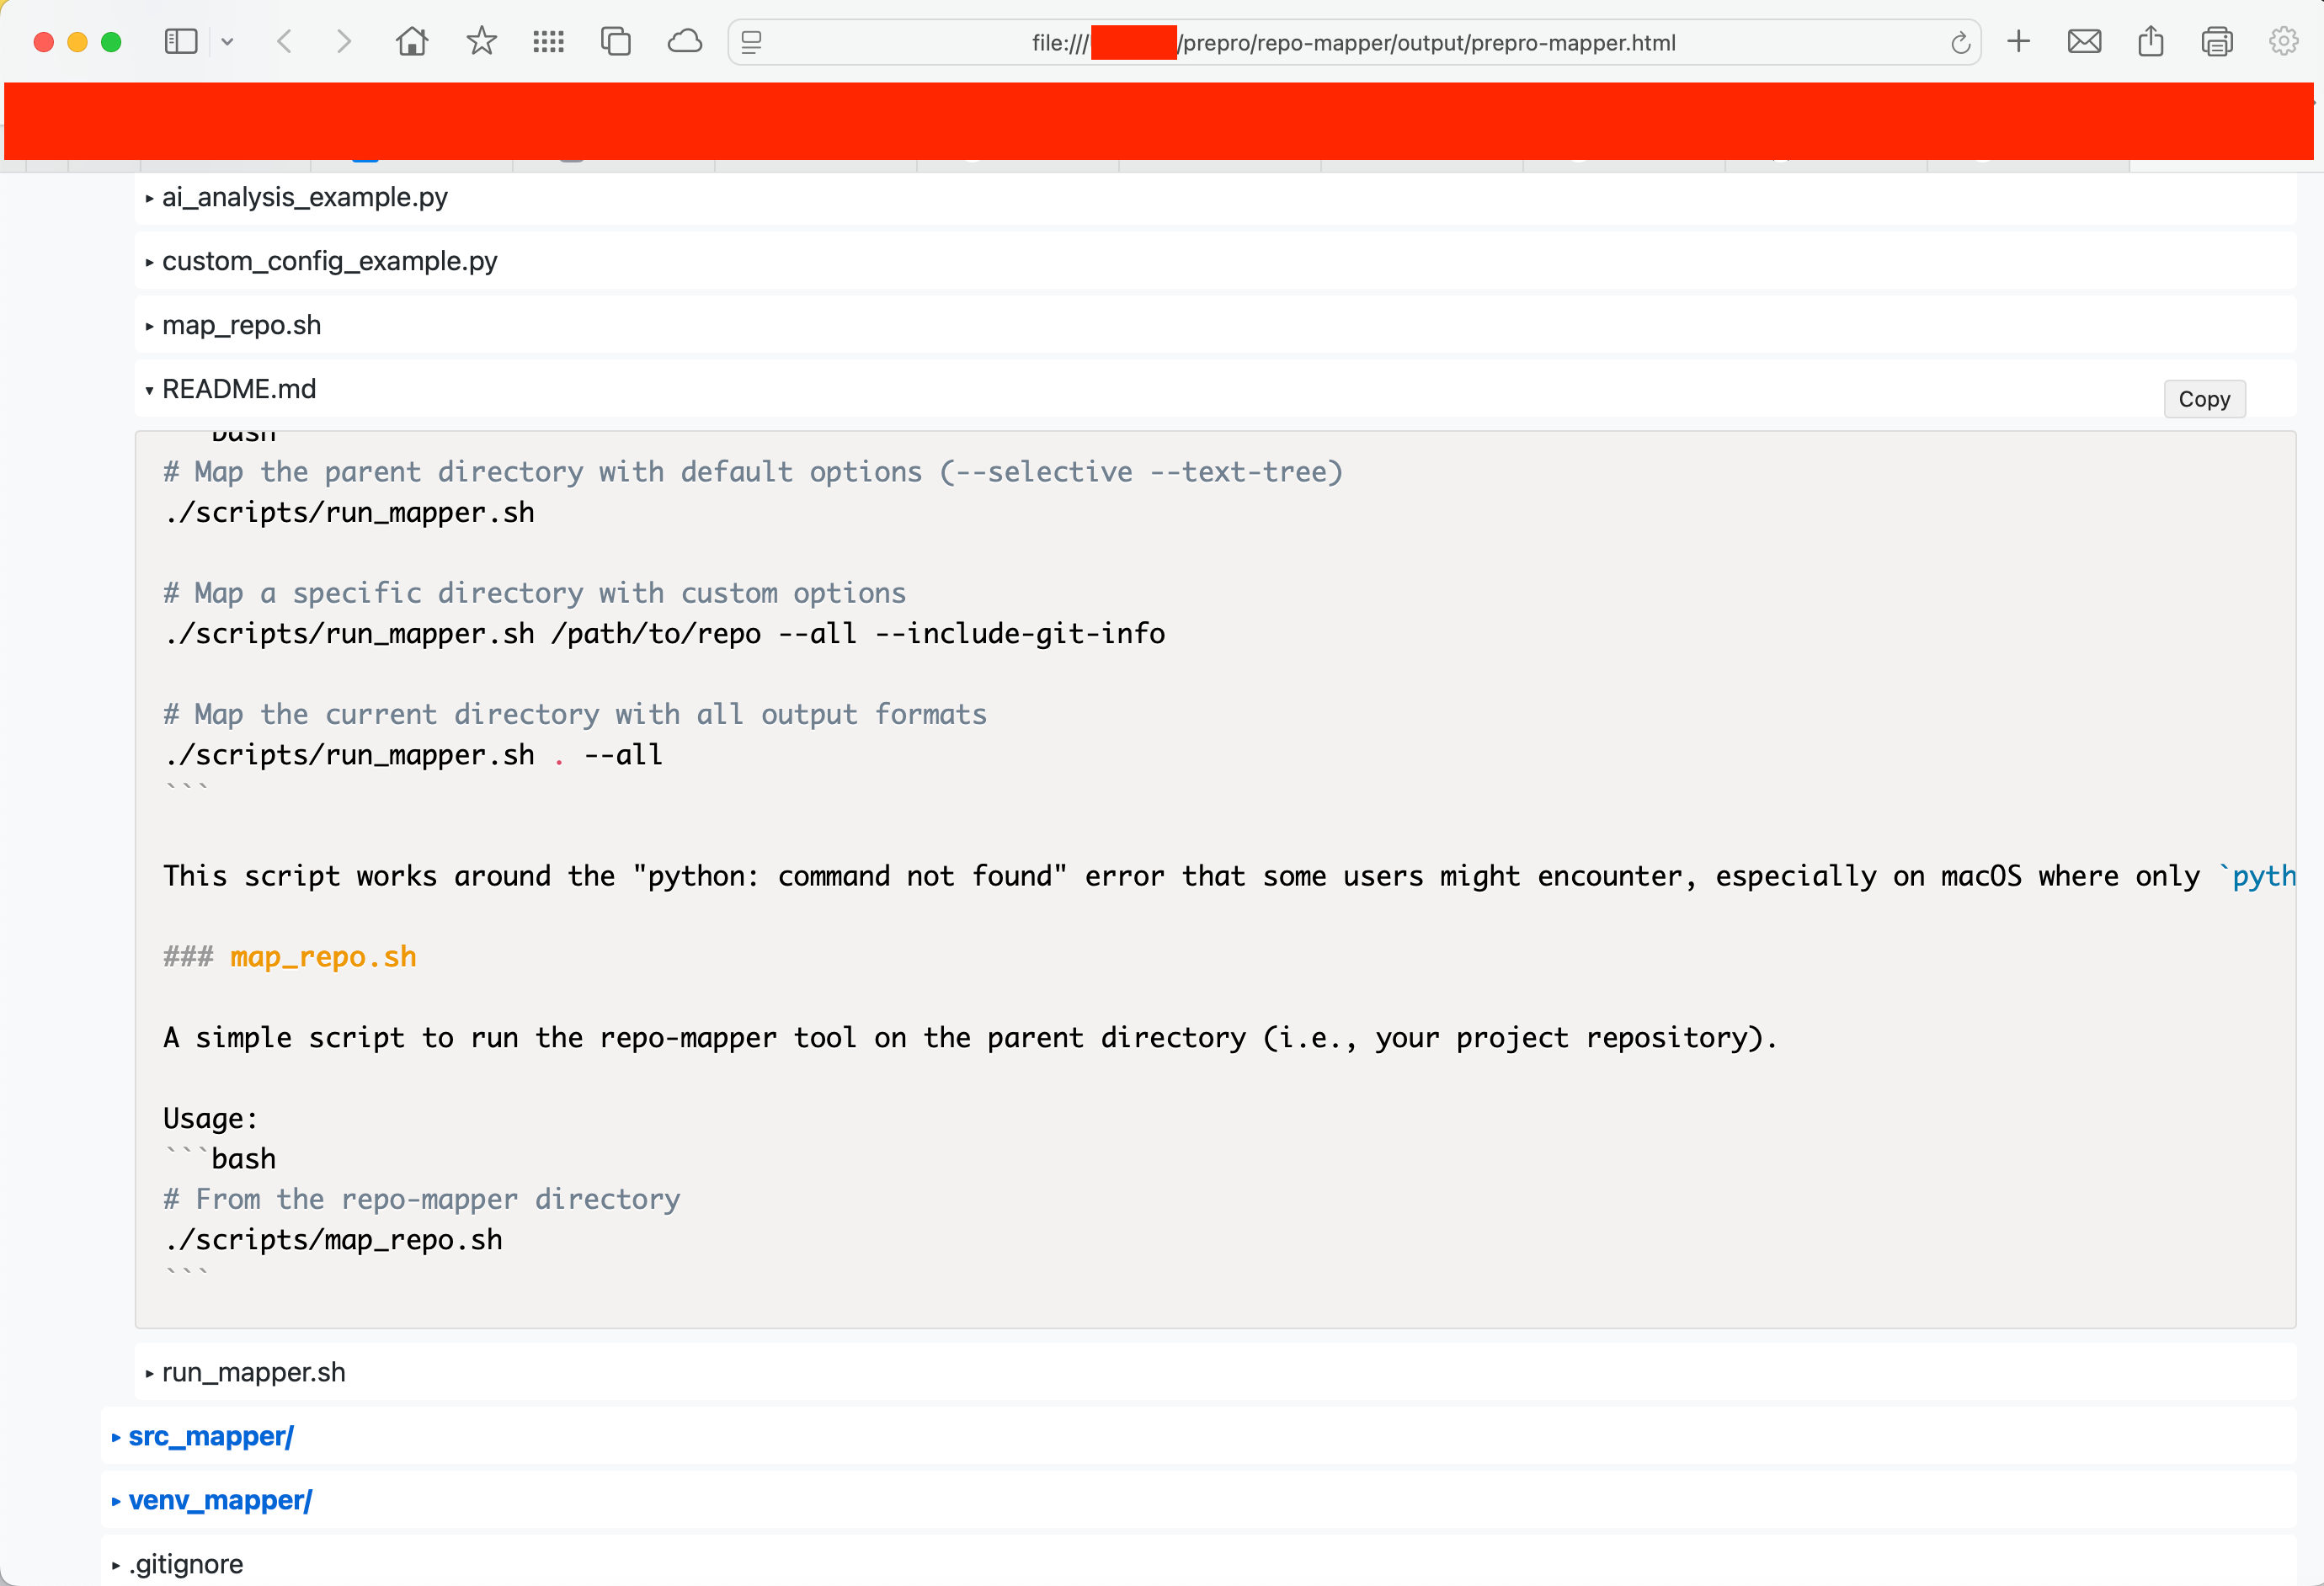 file:///
/prepro/repo-mapper/output/prepro-mapper.html
ai_analysis_example.py
custom_config_example.py
map_repo.sh
README.md
Copy
bash
# Map the parent directory with default options (--selective --text-tree)
./scripts/run_mapper.sh
# Map a specific directory with custom options
./scripts/run_mapper.sh /path/to/repo --all --include-git-info
# Map the current directory with all output formats
./scripts/run_mapper.sh . --all
```
This script works around the "python: command not found" error that some users might encounter, especially on macOS where only `pyth
### map_repo.sh
A simple script to run the repo-mapper tool on the parent directory (i.e., your project repository).
Usage:
```bash
# From the repo-mapper directory
./scripts/map_repo.sh
```
run_mapper.sh
src_mapper/
venv_mapper/
.gitignore